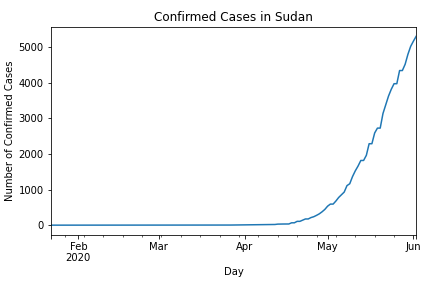 Confirmed Cases in Sudan
Number of Confirmed Cases
5000
4000
3000
2000
1000
0
Feb Mar Apr May Jun
2020
Day